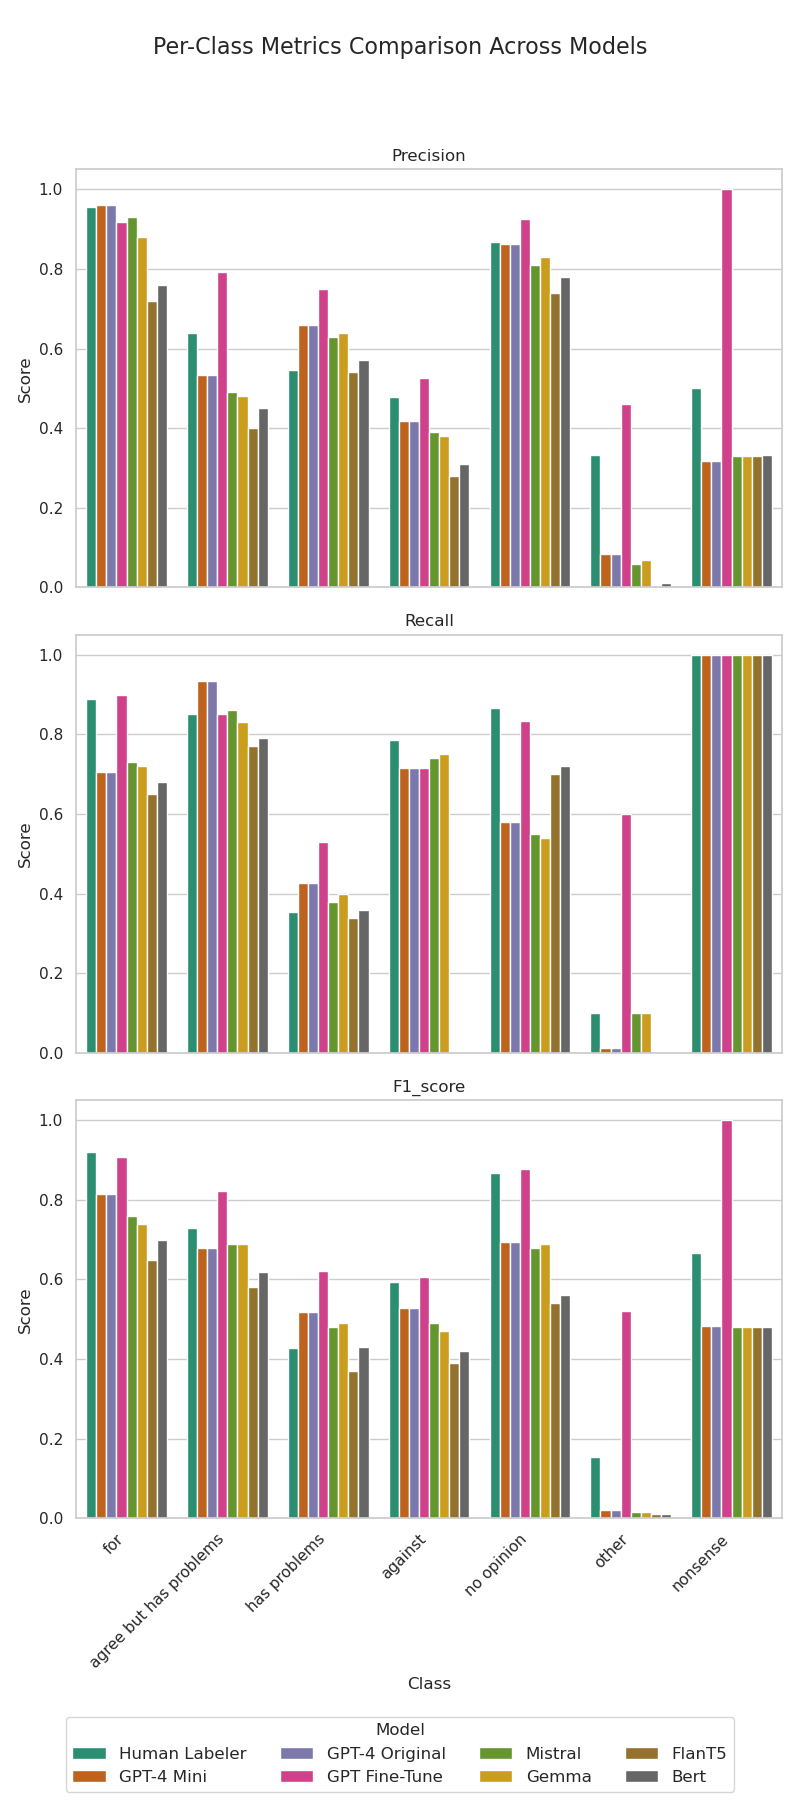 Per-Class Metrics Comparison Across Models
Precision
1.0
0.8
0.6
0.4
0.2
0.0
Score
Recall
1.0
0.8
0.6
0.4
0.2
0.0
Score
F1_score
1.0
0.8
0.6
0.4
0.2
0.0
Score
for
agree but has problems
has problems
against
no opinion
other
nonsense
Class
Model
Human Labeler
GPT-4 Mini
GPT-4 Original
GPT Fine-Tune
Mistral
Gemma
FlanT5
Bert